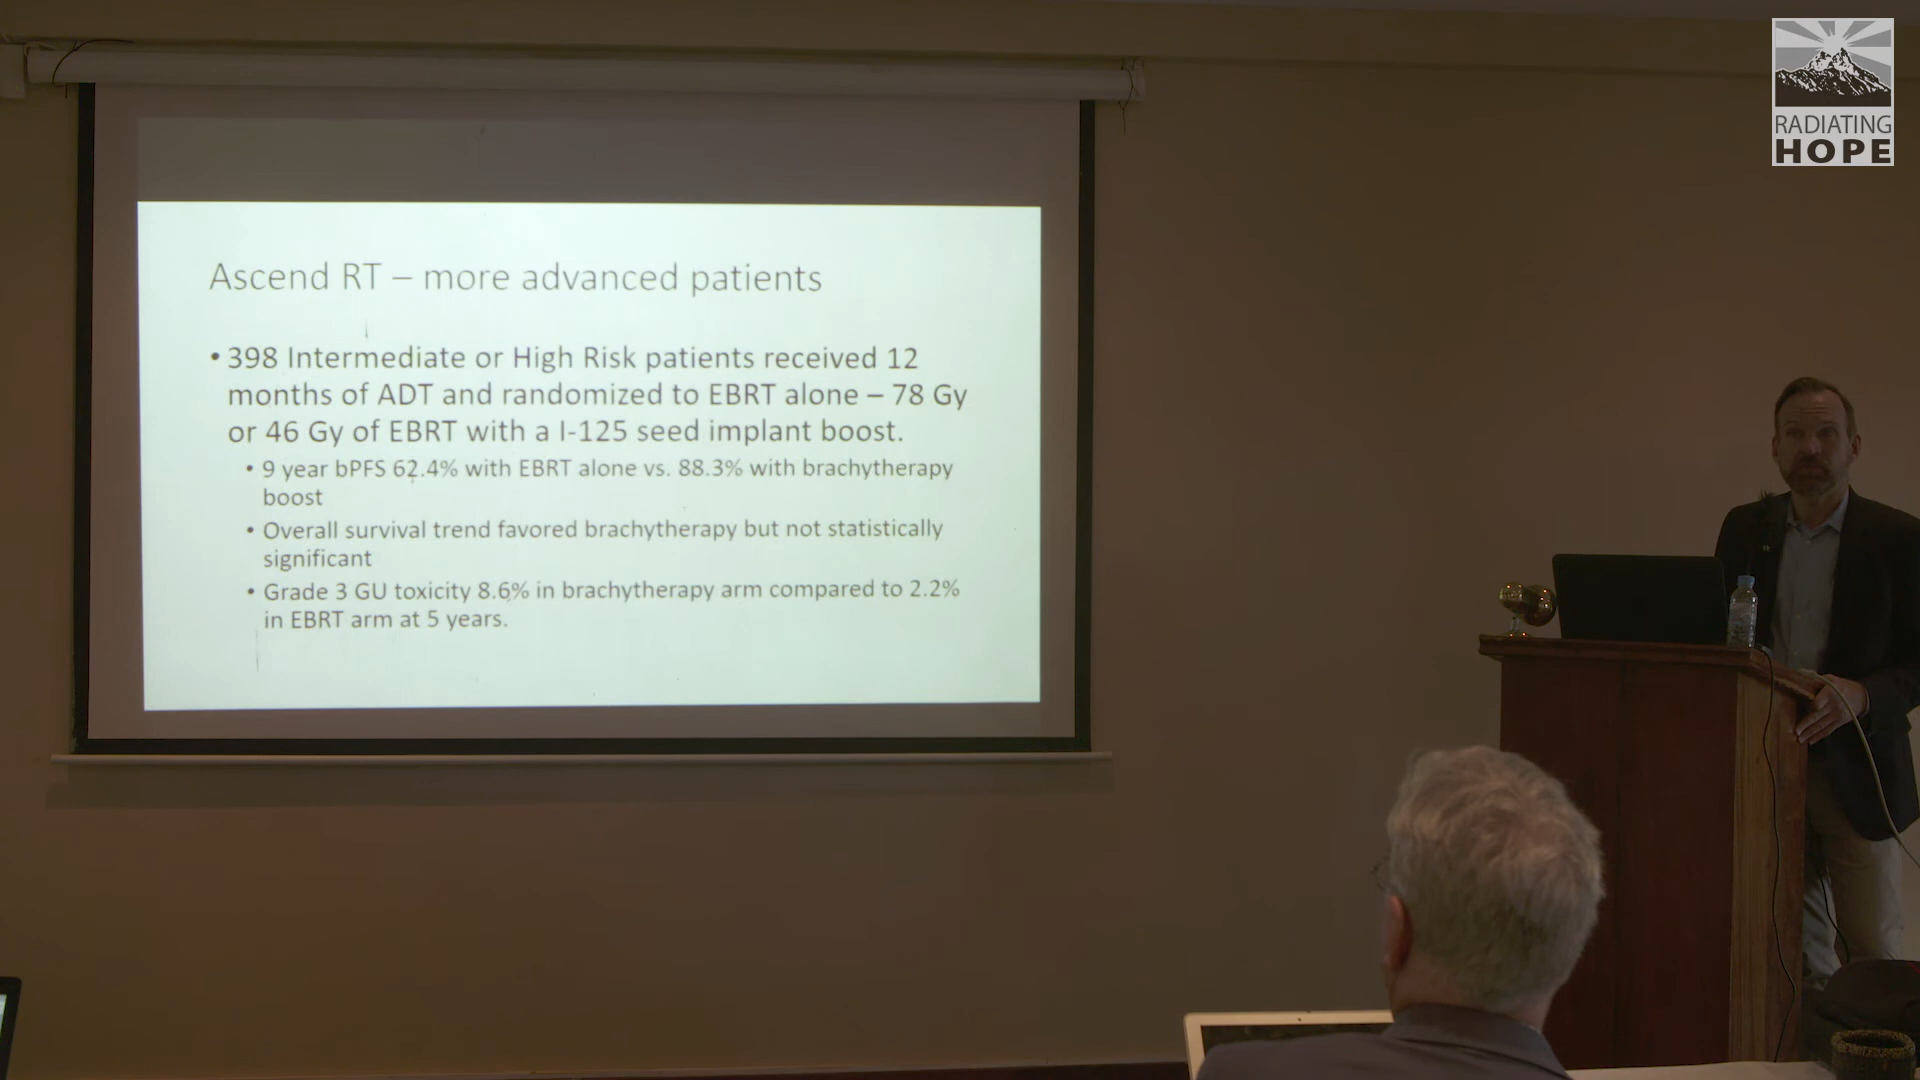 RADIATING
HOPE
Ascend RT – more advanced patients
• 398 Intermediate or High Risk patients received 12
months of ADT and randomized to EBRT alone – 78 Gy
or 46 Gy of EBRT with a I-125 seed implant boost.
• 9 year bPFS 62.4% with EBRT alone vs. 88.3% with brachytherapy
boost
• Overall survival trend favored brachytherapy but not statistically
significant
• Grade 3 GU toxicity 8.6% in brachytherapy arm compared to 2.2%
in EBRT arm at 5 years.